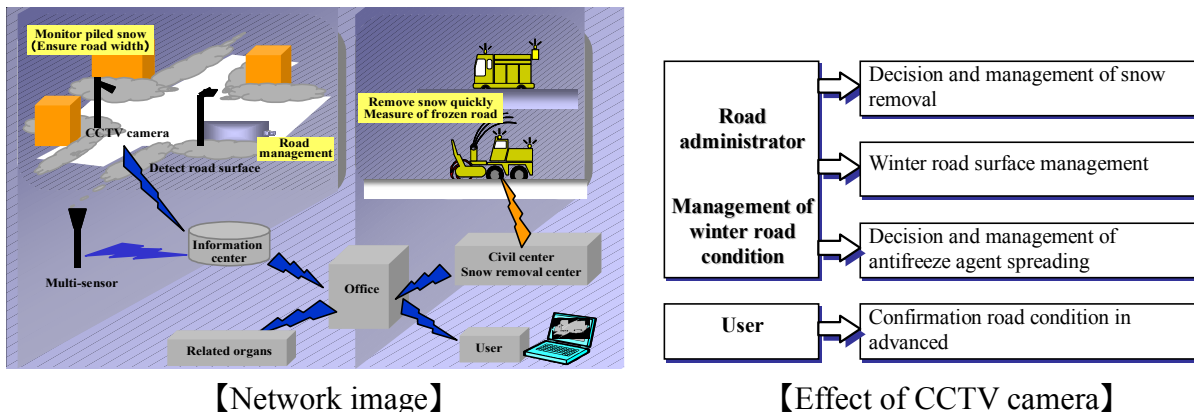 Monitor piled snow
(Ensure road width)
CCTV camera
Detect road surface
Road
management
Remove snow quickly
Measure of frozen road
Multi-sensor
Information
center
Office
Civil center
Snow removal center
Related organs
User
【Network image】
Road
administrator
Management of
winter road
condition
Decision and management of snow
removal
Winter road surface management
Decision and management of
antifreeze agent spreading
User
Confirmation road condition in
advanced
【Effect of CCTV camera】